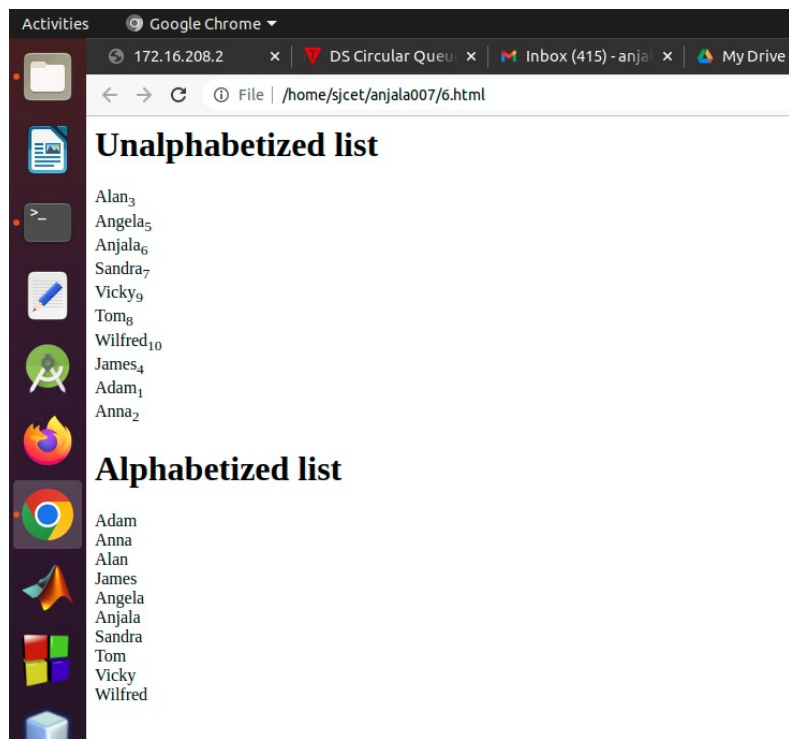 Activities Google Chrome
172.16.208.2 × DS Circular Queu × Inbox (415) - anjal × My Drive
File | /home/sjcet/anjala007/6.html
Unalphabetized list
Alan3
Angela5
Anjala6
Sandra7
Vicky9
Tom8
Wilfred10
James4
Adam1
Anna2
Alphabetized list
Adam
Anna
Alan
James
Angela
Anjala
Sandra
Tom
Vicky
Wilfred